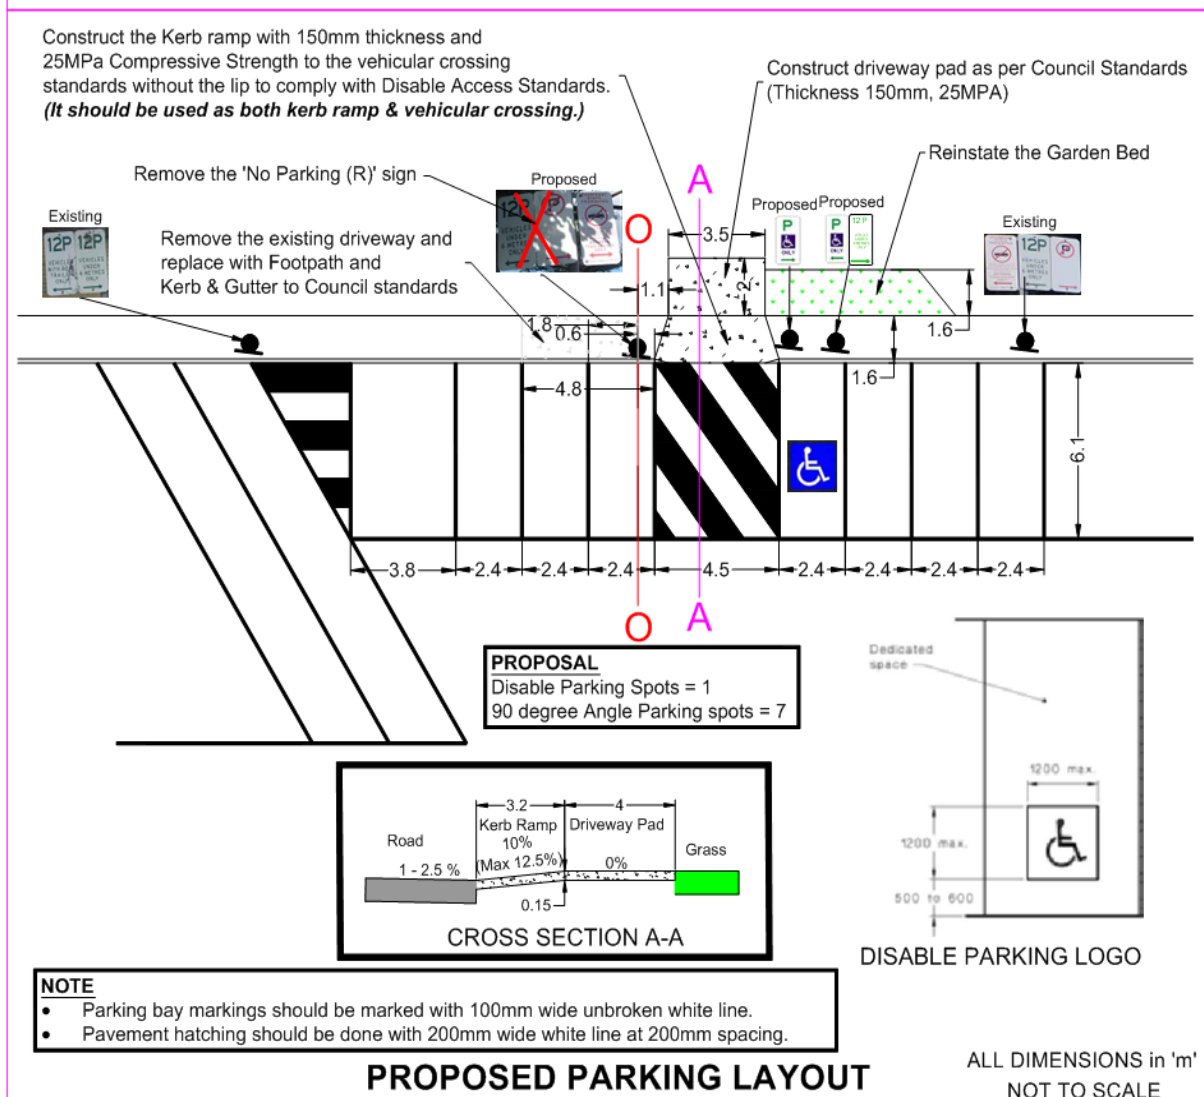 Construct the Kerb ramp with 150mm thickness and
25MPa Compressive Strength to the vehicular crossing
standards without the lip to comply with Disable Access Standards.
(It should be used as both kerb ramp & vehicular crossing.)
Construct driveway pad as per Council Standards
(Thickness 150mm, 25MPA)
Reinstate the Garden Bed
Remove the 'No Parking (R)' sign
Proposed
12P
P
A
O
Proposed
P
ONLY
Proposed
P
ONLY
12P
Existing
12P
Existing
12P
12P
Remove the existing driveway and
replace with Footpath and
Kerb & Gutter to Council standards
3.5
1.1
2
1.8
0.6
1.6
1.6
4.8
6.1
3.8
2.4
2.4
2.4
4.5
2.4
2.4
2.4
2.4
O
A
PROPOSAL
Disable Parking Spots = 1
90 degree Angle Parking spots = 7
Dedicated
space
1200 max.
1200 max.
500 to 600
DISABLE PARKING LOGO
3.2
4
Road
Kerb Ramp
10%
(Max 12.5%)
Driveway Pad
Grass
1 - 2.5 %
0%
0.15
CROSS SECTION A-A
NOTE
• Parking bay markings should be marked with 100mm wide unbroken white line.
• Pavement hatching should be done with 200mm wide white line at 200mm spacing.
PROPOSED PARKING LAYOUT
ALL DIMENSIONS in 'm'
NOT TO SCALE